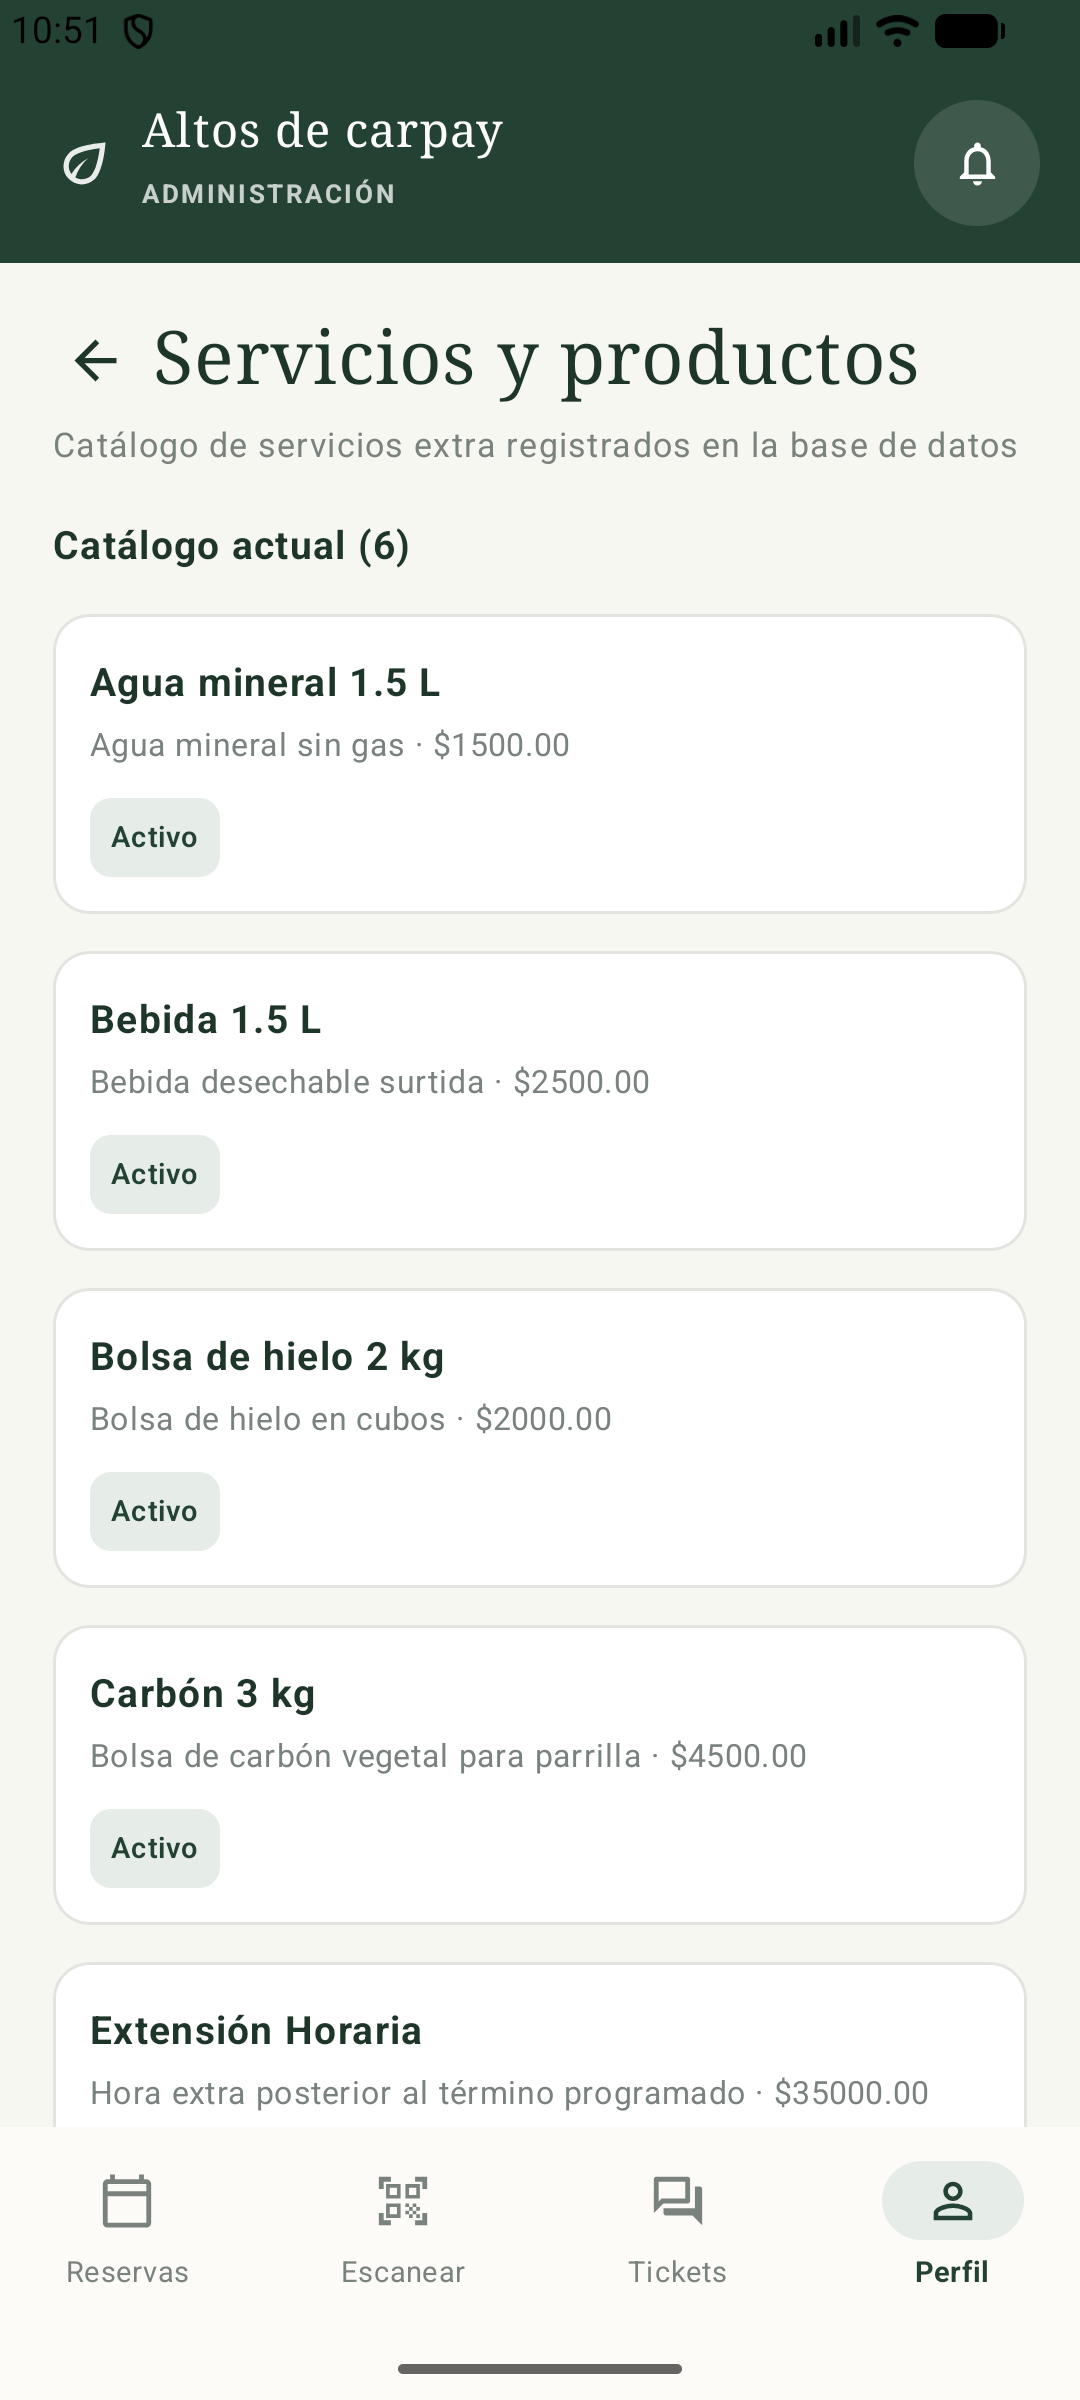 10:51
Altos de carpay
ADMINISTRACIÓN
Servicios y productos
Catálogo de servicios extra registrados en la base de datos
Catálogo actual (6)
Agua mineral 1.5 L
Agua mineral sin gas · $1500.00
Activo
Bebida 1.5 L
Bebida desechable surtida · $2500.00
Activo
Bolsa de hielo 2 kg
Bolsa de hielo en cubos · $2000.00
Activo
Carbón 3 kg
Bolsa de carbón vegetal para parrilla · $4500.00
Activo
Extensión Horaria
Hora extra posterior al término programado · $35000.00
Reservas
Escanear
Tickets
Perfil